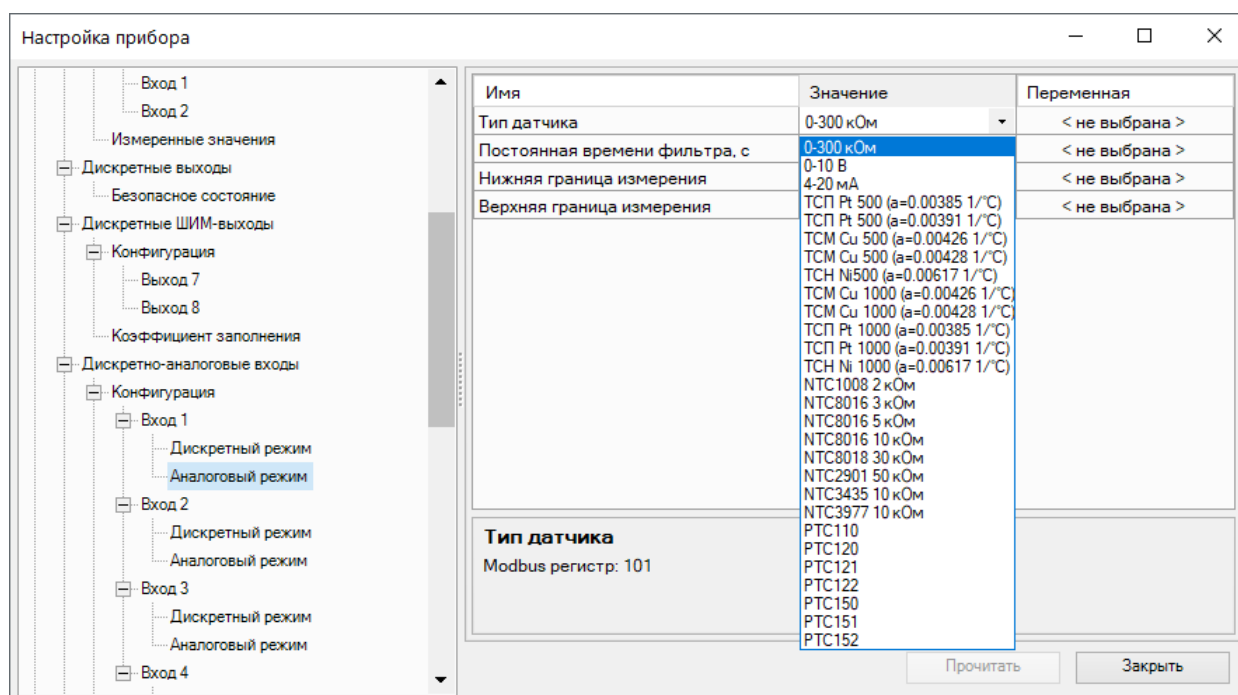 Настройка прибора
Вход 1
Вход 2
Измеренные значения
Дискретные выходы
Безопасное состояние
Дискретные ШИМ-выходы
Конфигурация
Выход 7
Выход 8
Коэффициент заполнения
Дискретно-аналоговые входы
Конфигурация
Вход 1
Дискретный режим
Аналоговый режим
Вход 2
Дискретный режим
Аналоговый режим
Вход 3
Дискретный режим
Аналоговый режим
Вход 4
Имя Значение Переменная
Тип датчика 0-300 кОм < не выбрана >
Постоянная времени фильтра, с < не выбрана >
Нижняя граница измерения < не выбрана >
Верхняя граница измерения < не выбрана >
0-300 кОм
0-10 В
4-20 мА
ТСП Pt 500 (a=0.00385 1/°C)
ТСП Pt 500 (a=0.00391 1/°C)
ТСМ Cu 500 (a=0.00426 1/°C)
ТСМ Cu 500 (a=0.00428 1/°C)
ТСН Ni500 (a=0.00617 1/°C)
ТСМ Cu 1000 (a=0.00426 1/°C)
ТСМ Cu 1000 (a=0.00428 1/°C)
ТСП Pt 1000 (a=0.00385 1/°C)
ТСП Pt 1000 (a=0.00391 1/°C)
ТСН Ni 1000 (a=0.00617 1/°C)
NTC1008 2 кОм
NTC8016 3 кОм
NTC8016 5 кОм
NTC8016 10 кОм
NTC8018 30 кОм
NTC2901 50 кОм
NTC3435 10 кОм
NTC3977 10 кОм
PTC110
PTC120
PTC121
PTC122
PTC150
PTC151
PTC152
Тип датчика
Modbus регистр: 101
Прочитать Закрыть